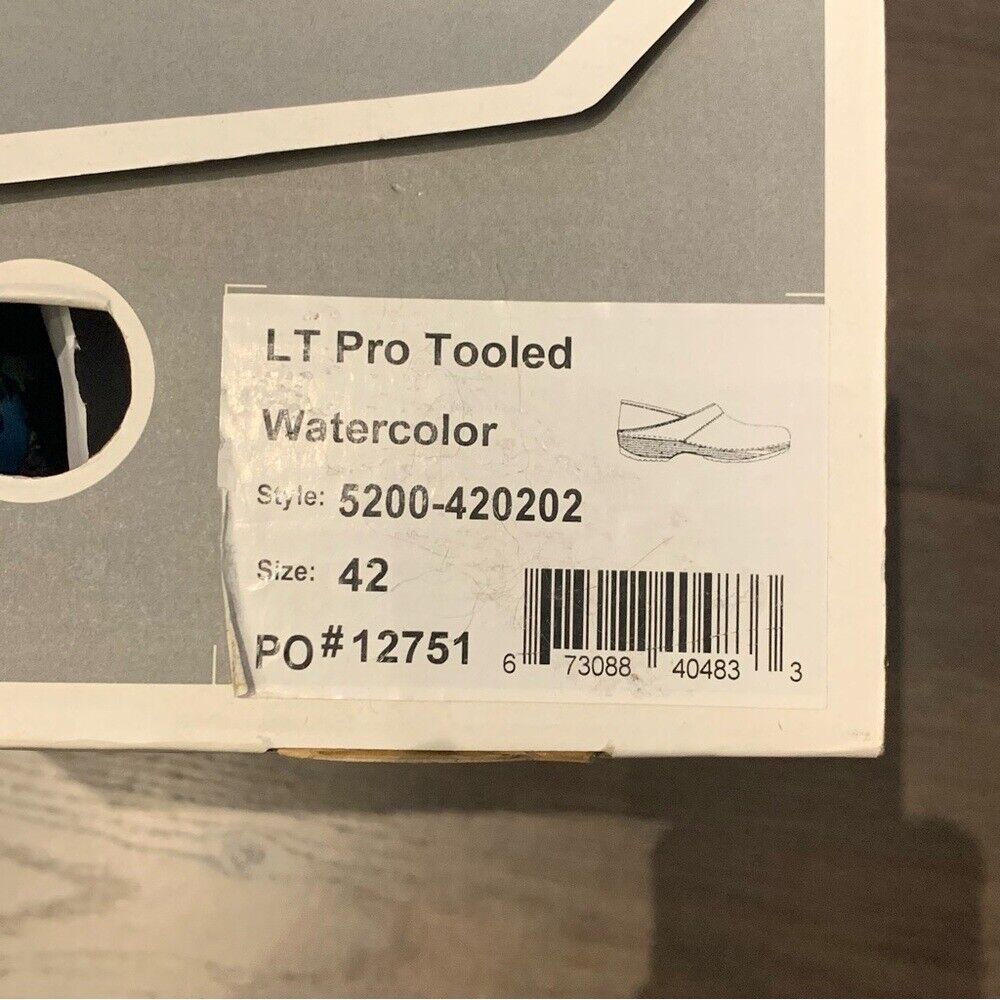 LT Pro Tooled
Watercolor
Style: 5200-420202
Size: 42
PO #12751
6 73088 40483 3